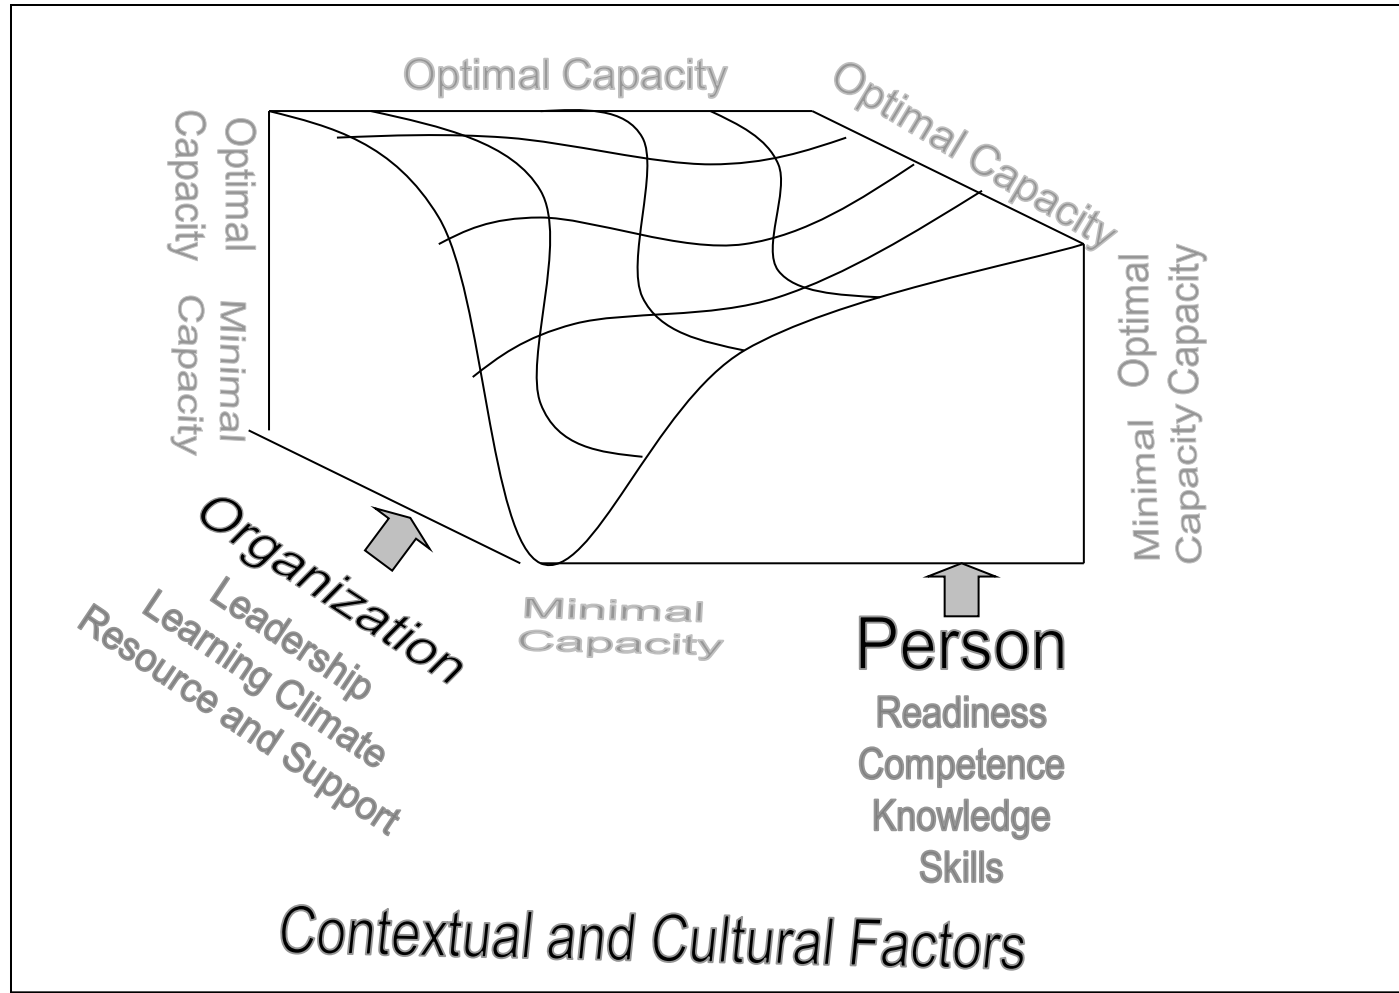 Optimal Capacity
Optimal Capacity
Optimal
Capacity
Minimal
Capacity
Optimal
Capacity
Minimal
Capacity
Organization
Leadership
Learning Climate
Resource and Support
Minimal
Capacity
Person
Readiness
Competence
Knowledge
Skills
Contextual and Cultural Factors